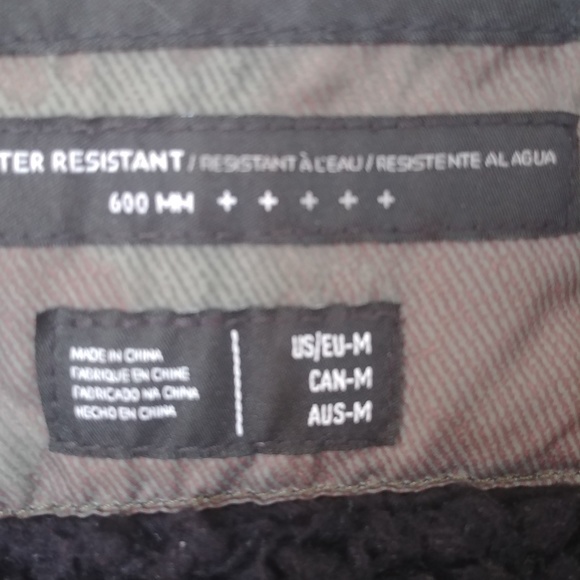 TER RESISTANT / RESISTANT À L'EAU / RESISTENTE AL AGUA
600 MM + + + + +
MADE IN CHINA
FABRIQUE EN CHINE
FABRICADO NA CHINA
HECHO EN CHINA
US/EU-M
CAN-M
AUS-M